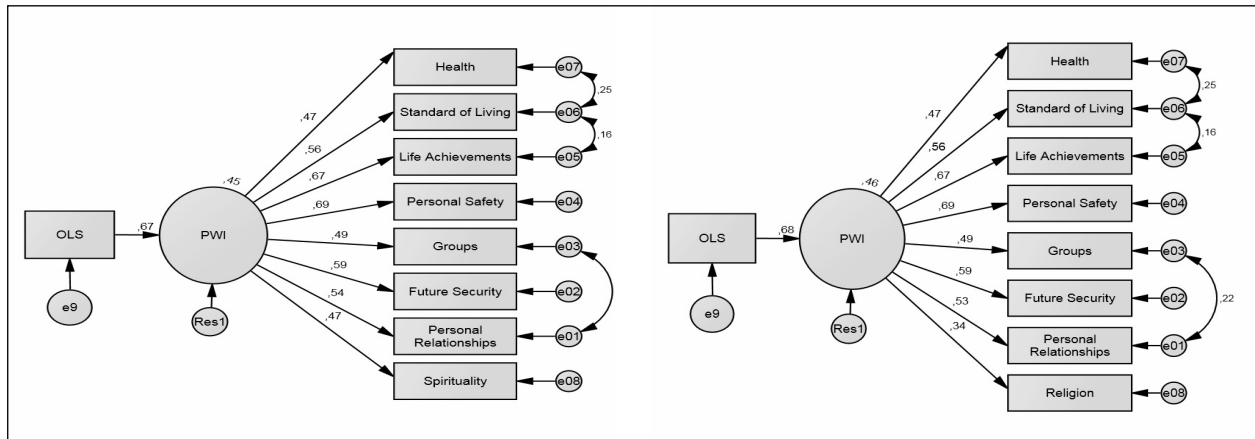 Health
e07
,25
Standard of Living
e06
,47
,16
,56
Life Achievements
e05
,67
,45
Personal Safety
e04
,69
OLS
,67
PWI
,49
Groups
e03
,59
Future Security
e02
,54
e9
Res1
,47
Personal
Relationships
e01
Spirituality
e08
Health
e07
,25
Standard of Living
e06
,47
,16
,56
Life Achievements
e05
,67
,46
Personal Safety
e04
,69
OLS
,68
PWI
,49
Groups
e03
,59
Future Security
e02
,22
,53
e9
Res1
,34
Personal
Relationships
e01
Religion
e08